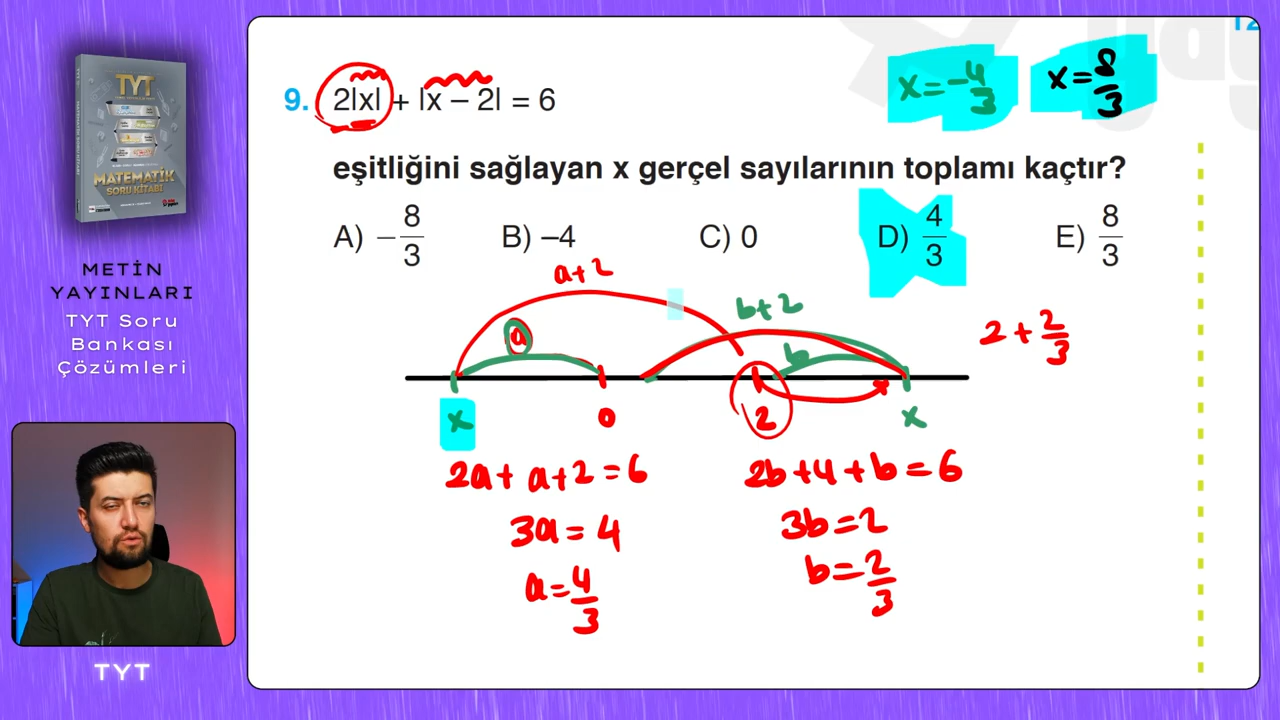 12
9. 2|x| + |x – 2| = 6
x = -4/3
x = 8/3
eşitliğini sağlayan x gerçel sayılarının toplamı kaçtır?
A) –8/3 B) –4 C) 0 D) 4/3 E) 8/3
a+2
b+2
a
b
2 + 2/3
x 0 2 x
2a + a+2 = 6
3a = 4
a = 4/3
2b + 4 + b = 6
3b = 2
b = 2/3
TYT
MATEMATİK
SORU KİTABI
METİN
YAYINLARI
TYT Soru
Bankası
Çözümleri
TYT